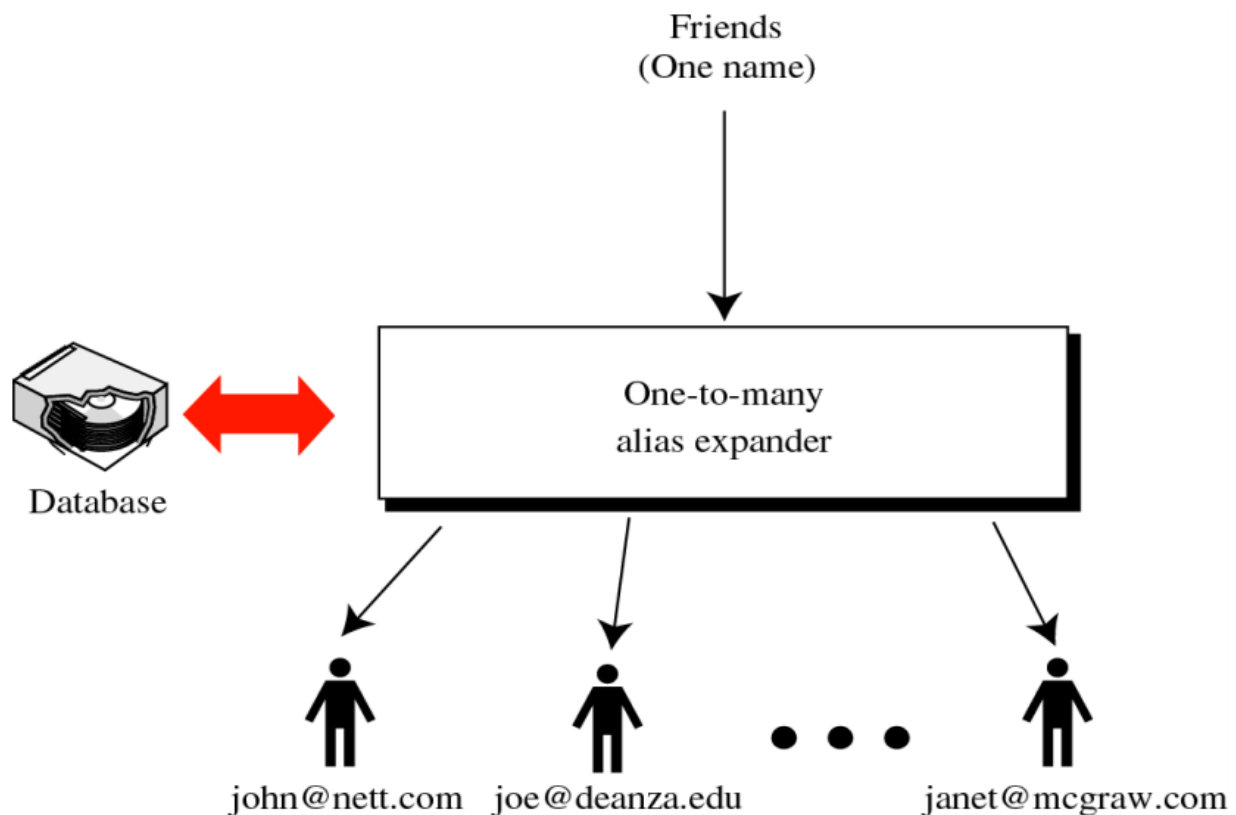 Friends
(One name)
One-to-many
alias expander
Database
john@nett.com
joe@deanza.edu
janet@mcgraw.com